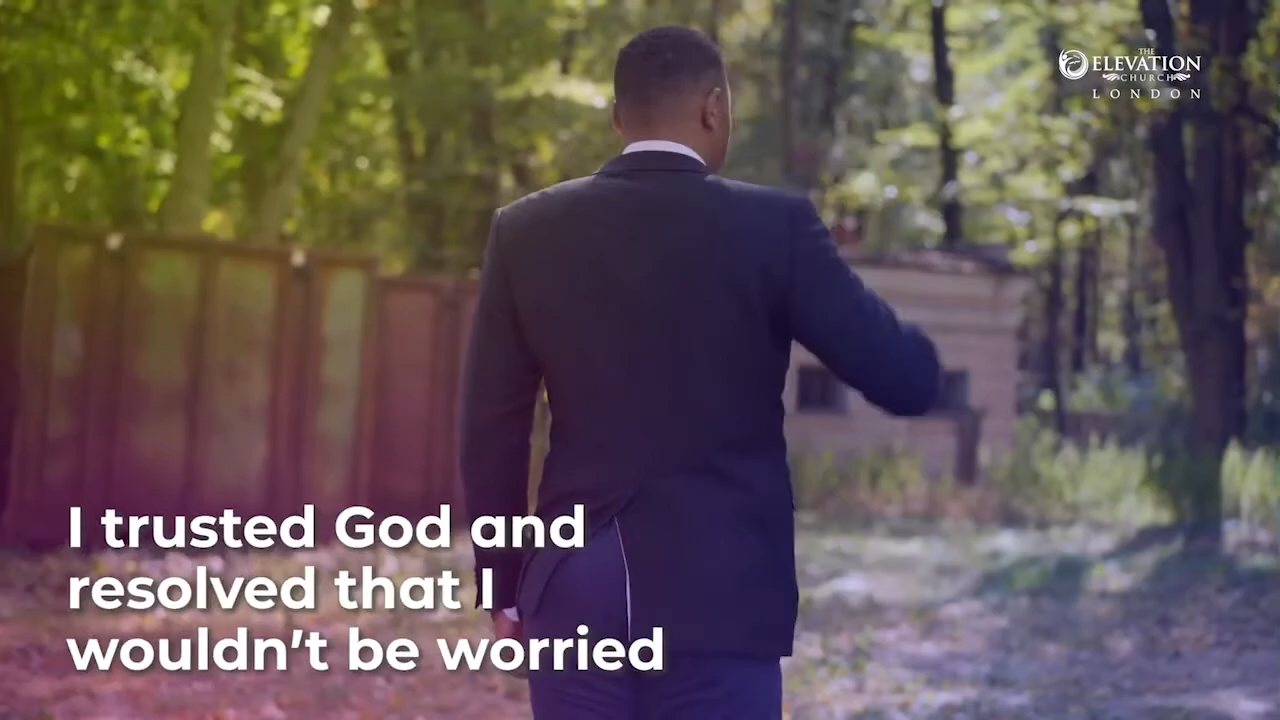 THE
ELEVATION
CHURCH
LONDON
I trusted God and
resolved that I
wouldn't be worried